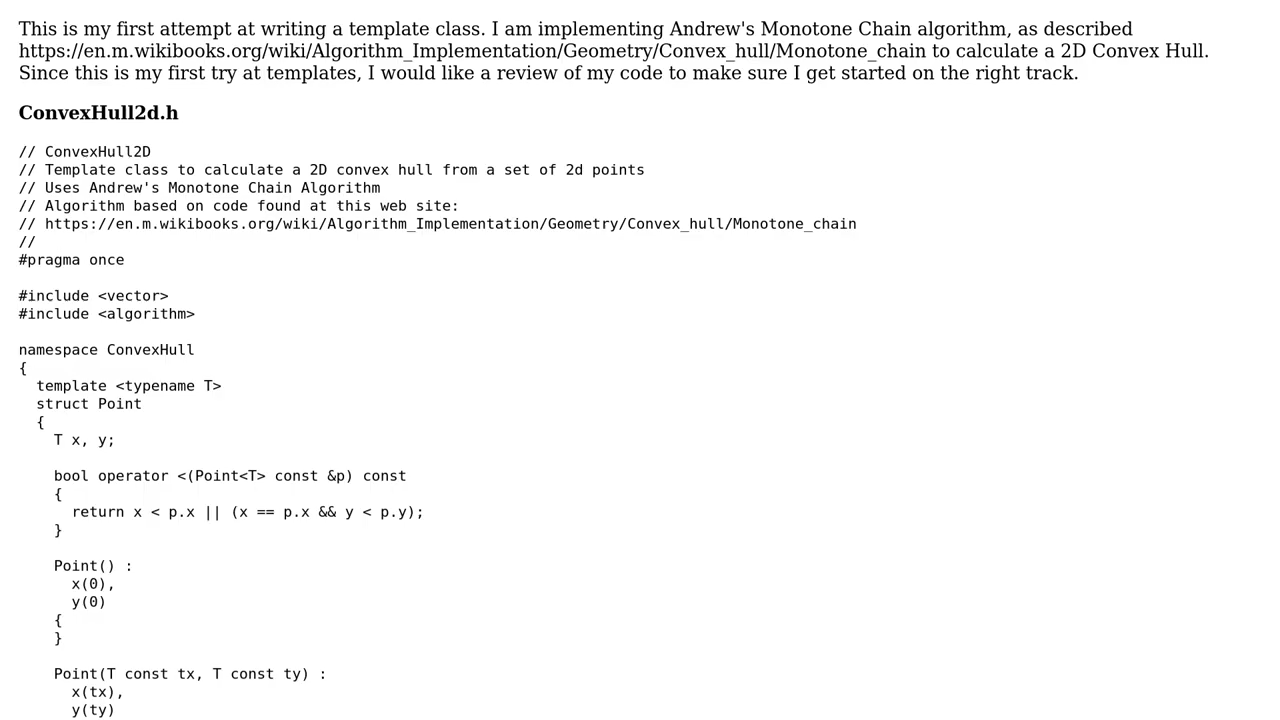 This is my first attempt at writing a template class. I am implementing Andrew's Monotone Chain algorithm, as described
https://en.m.wikibooks.org/wiki/Algorithm_Implementation/Geometry/Convex_hull/Monotone_chain to calculate a 2D Convex Hull.
Since this is my first try at templates, I would like a review of my code to make sure I get started on the right track.
ConvexHull2d.h
// ConvexHull2D
// Template class to calculate a 2D convex hull from a set of 2d points
// Uses Andrew's Monotone Chain Algorithm
// Algorithm based on code found at this web site:
// https://en.m.wikibooks.org/wiki/Algorithm_Implementation/Geometry/Convex_hull/Monotone_chain
//
#pragma once
#include <vector>
#include <algorithm>
namespace ConvexHull
{
  template <typename T>
  struct Point
  {
    T x, y;
    bool operator <(Point<T> const &p) const
    {
      return x < p.x || (x == p.x && y < p.y);
    }
    Point() :
      x(0),
      y(0)
    {
    }
    Point(T const tx, T const ty) :
      x(tx),
      y(ty)